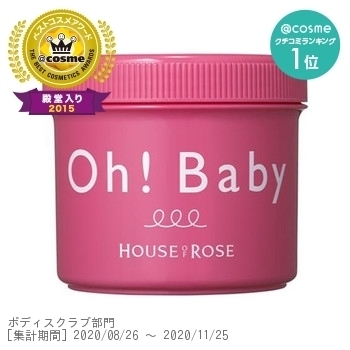 ベストコスメアワード
@cosme
THE BEST COSMETICS AWARDS
殿堂入り
2015
@cosme
クチコミランキング
1位
Oh! Baby
HOUSE OF ROSE
ボディスクラブ部門
[集計期間] 2020/08/26 ～ 2020/11/25